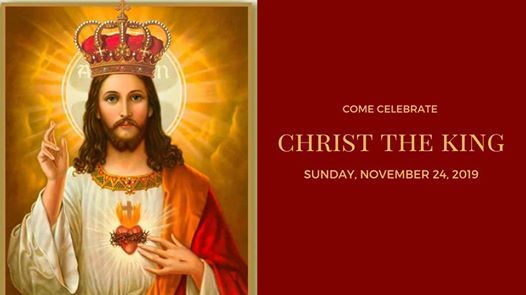 COME CELEBRATE
CHRIST THE KING
SUNDAY, NOVEMBER 24, 2019